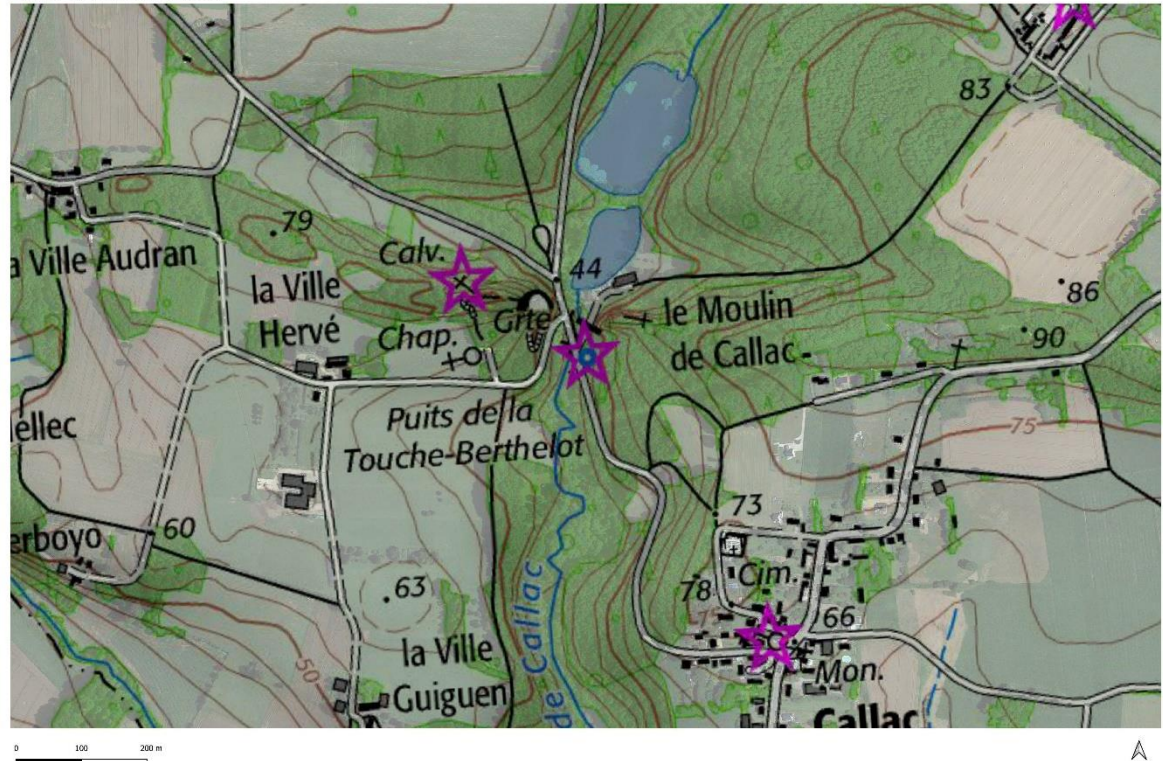 83
79
Calv.
44
a Ville Audran
la Ville
Hervé
Grte
le Moulin
de Callac
86
Chap.
90
ellec
Puits de la
Touche-Berthelot
75
73
60
erboyo
Cim.
63
78
75
66
la Ville
Guiguen
Mon.
50
de Callac
Callac
0 100 200 m